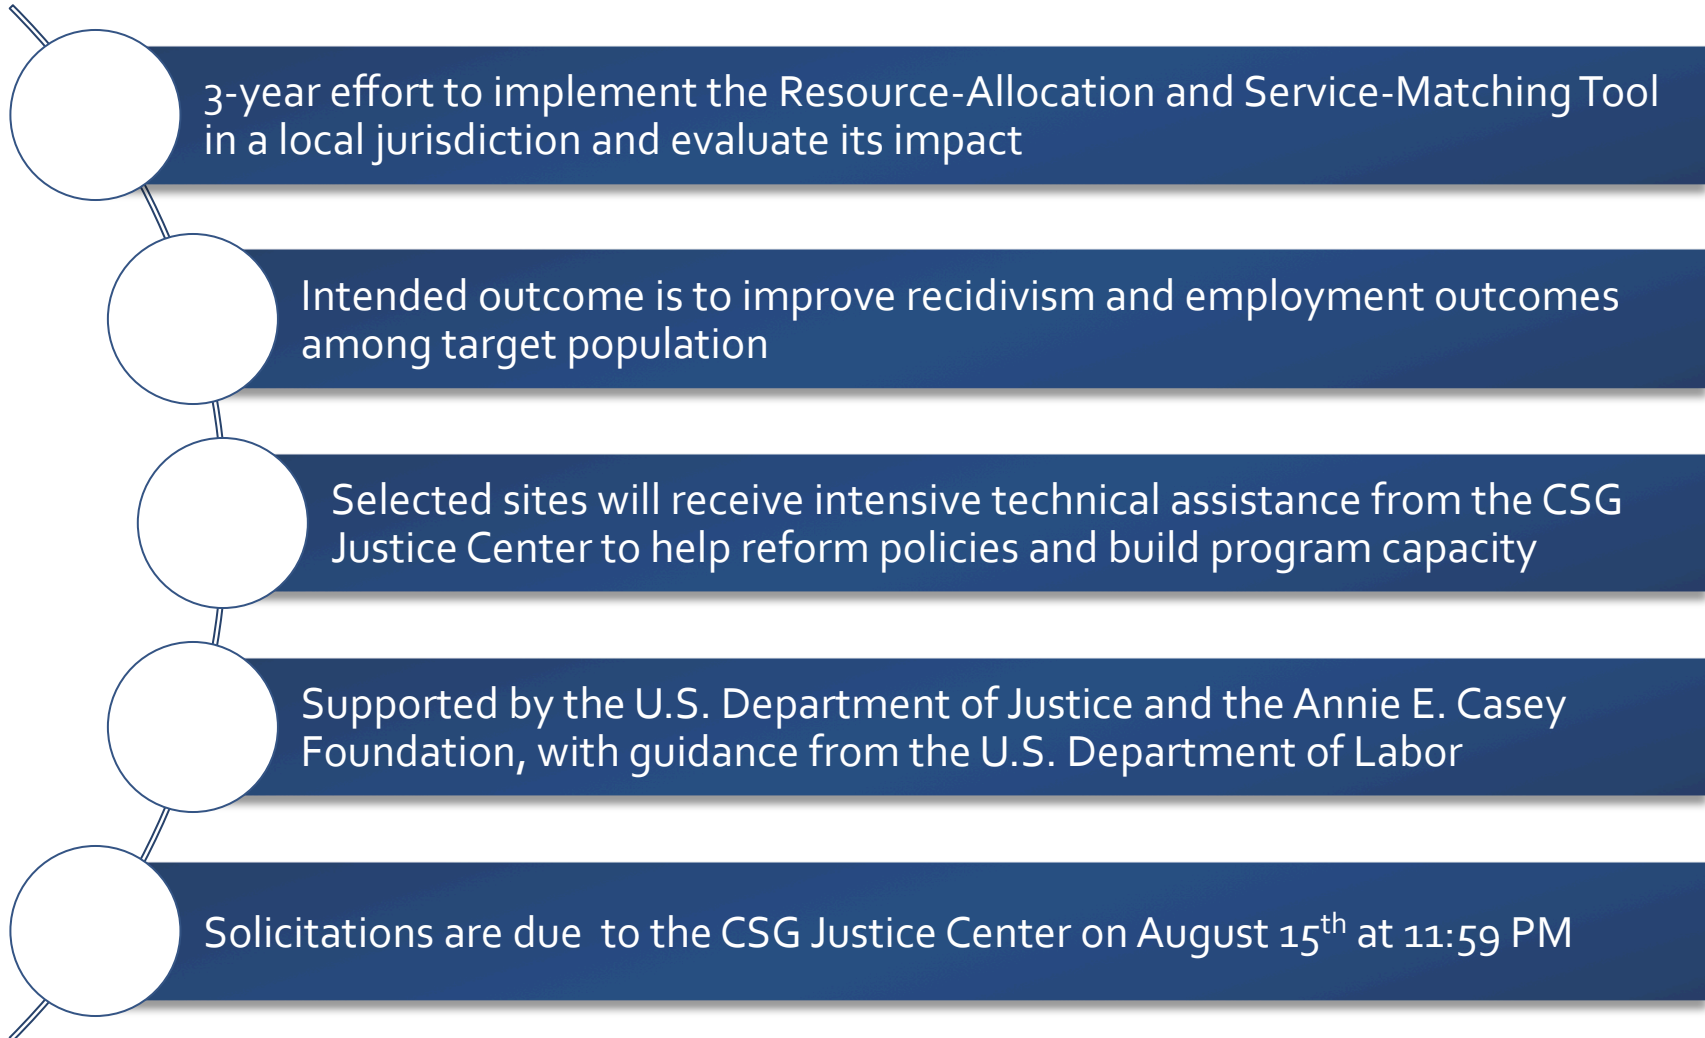 3-year effort to implement the Resource-Allocation and Service-Matching Tool
in a local jurisdiction and evaluate its impact
Intended outcome is to improve recidivism and employment outcomes
among target population
Selected sites will receive intensive technical assistance from the CSG
Justice Center to help reform policies and build program capacity
Supported by the U.S. Department of Justice and the Annie E. Casey
Foundation, with guidance from the U.S. Department of Labor
Solicitations are due  to the CSG Justice Center on August 15th at 11:59 PM